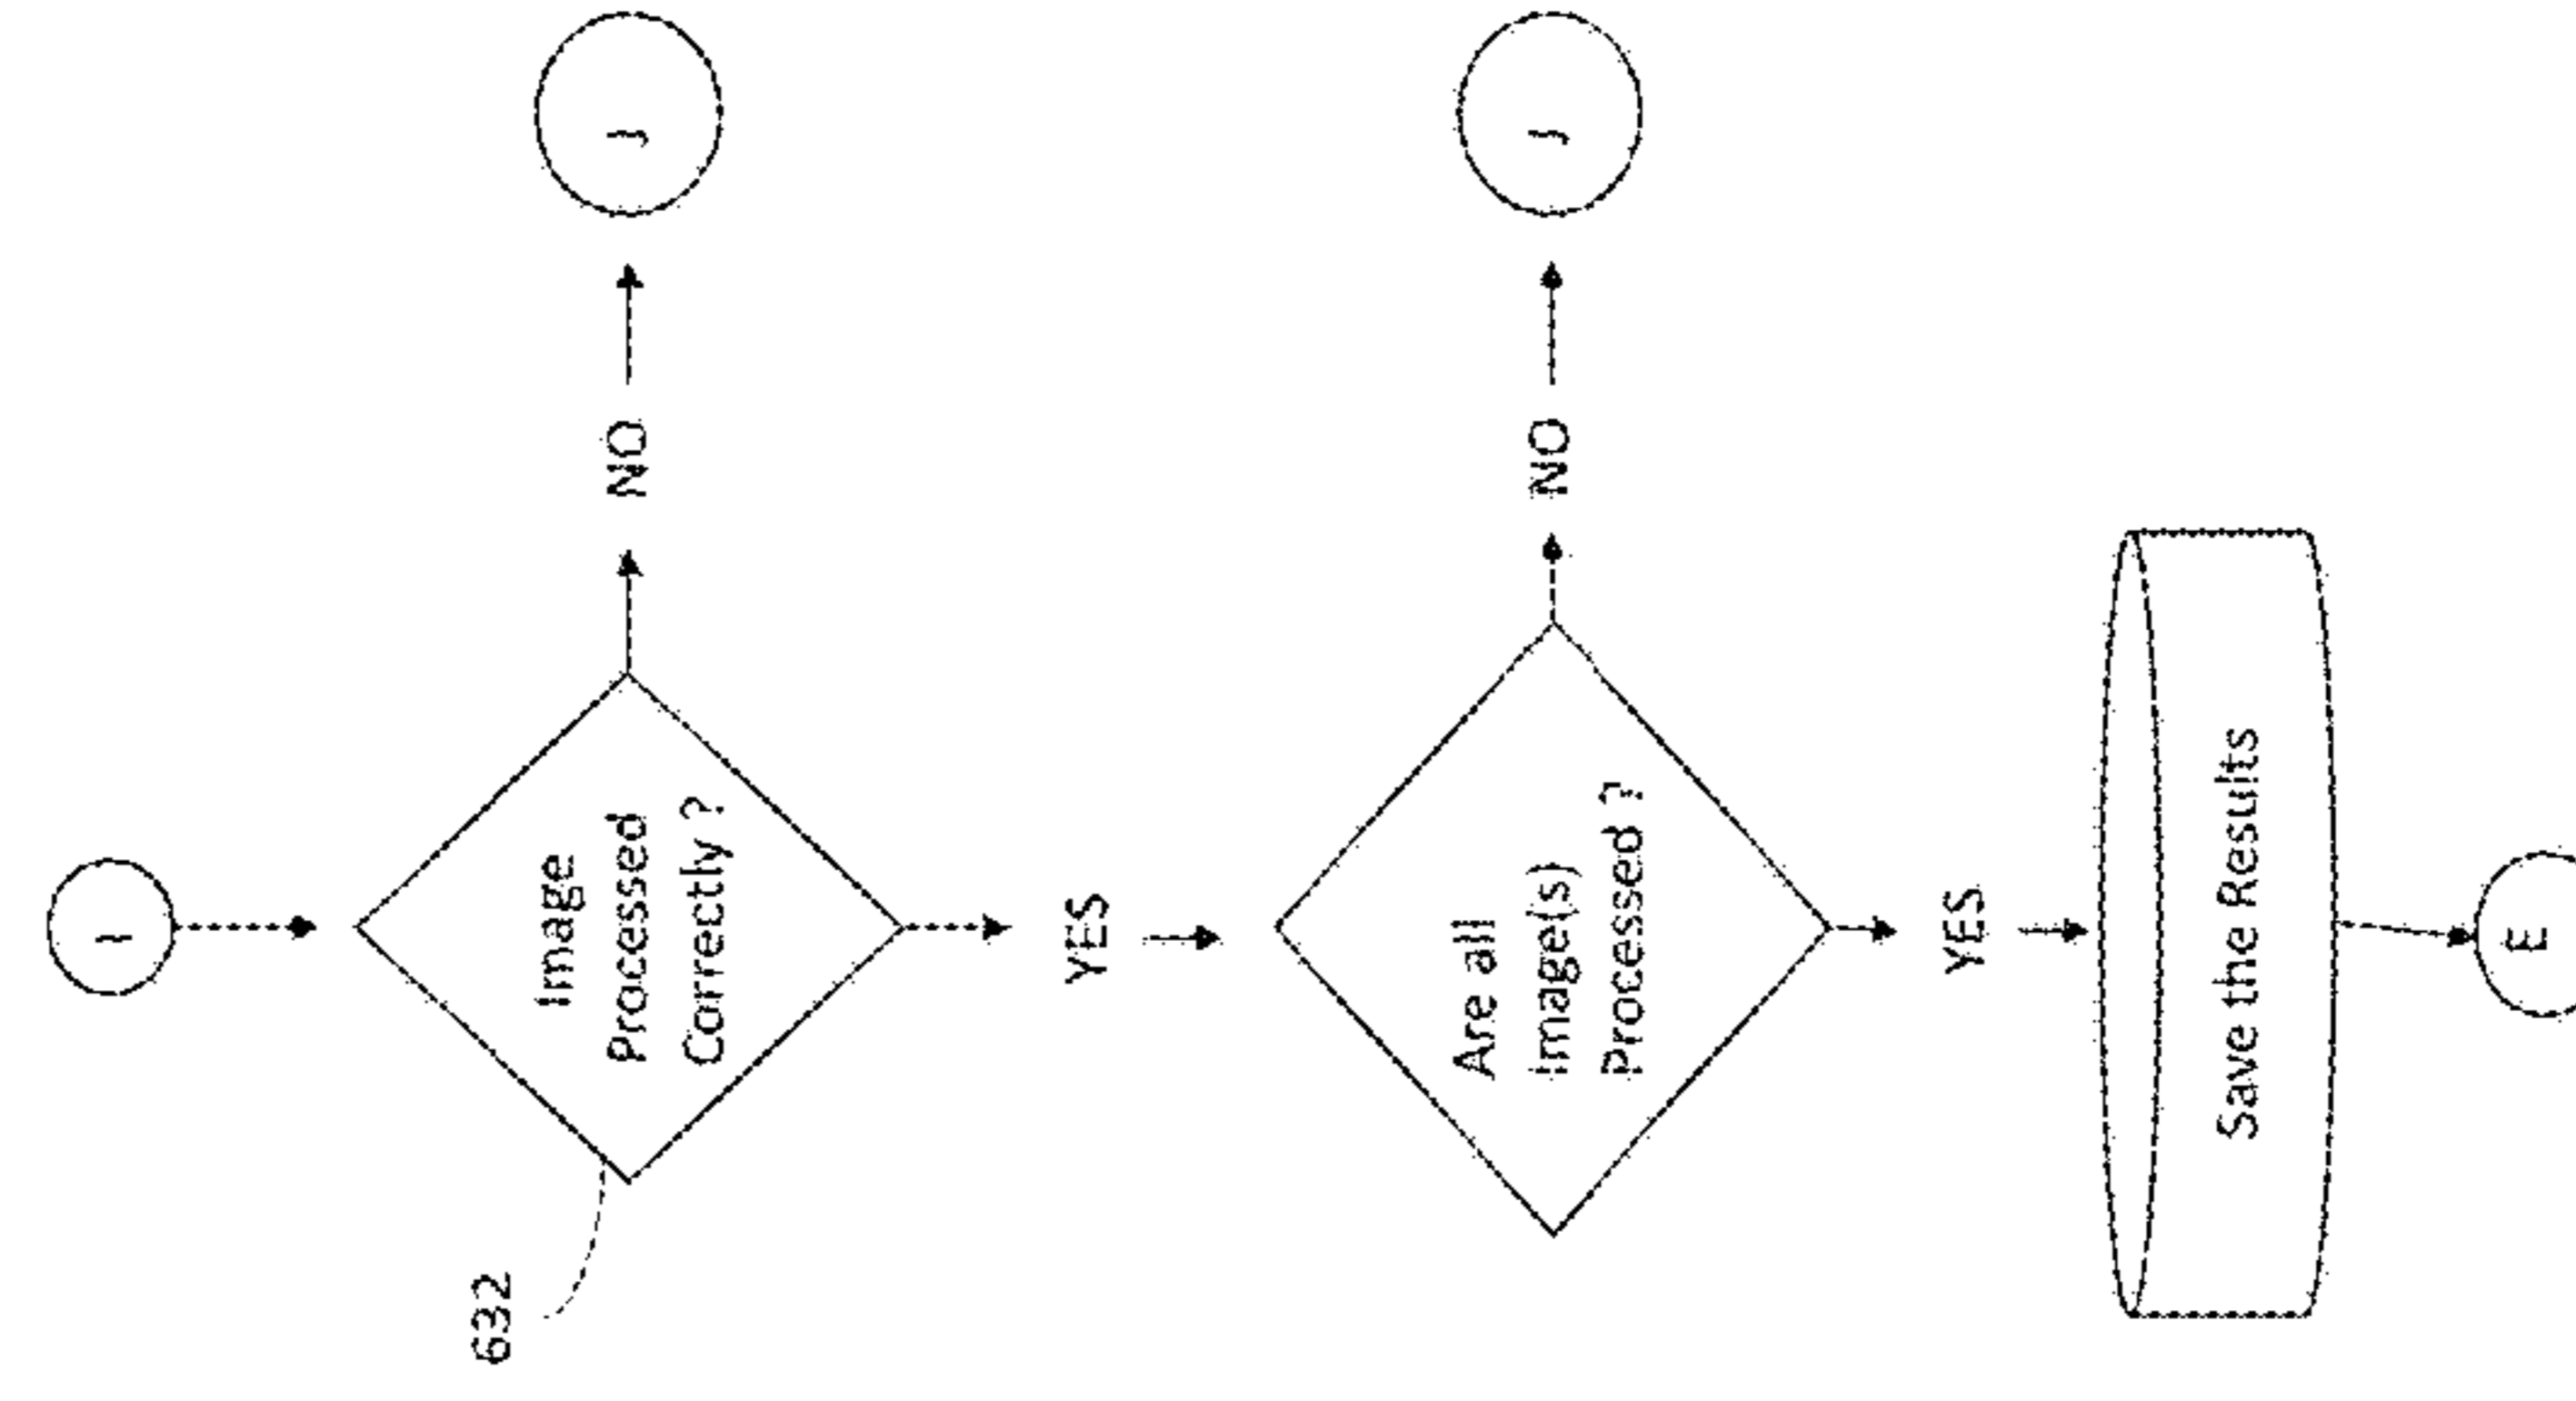 I
632
Image
Processed
Correctly ?
NO
J
YES
Are all
Image(s)
Processed ?
NO
J
YES
Save the Results
E